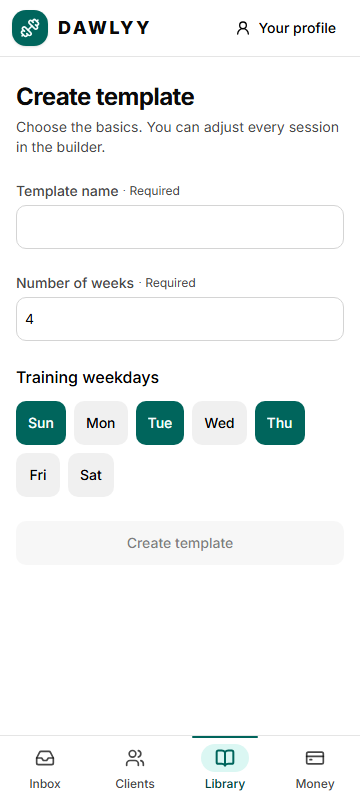 DAWLYY
Your profile
Create template
Choose the basics. You can adjust every session
in the builder.
Template name · Required
Number of weeks · Required
4
Training weekdays
Sun Mon Tue Wed Thu
Fri Sat
Create template
Inbox Clients Library Money